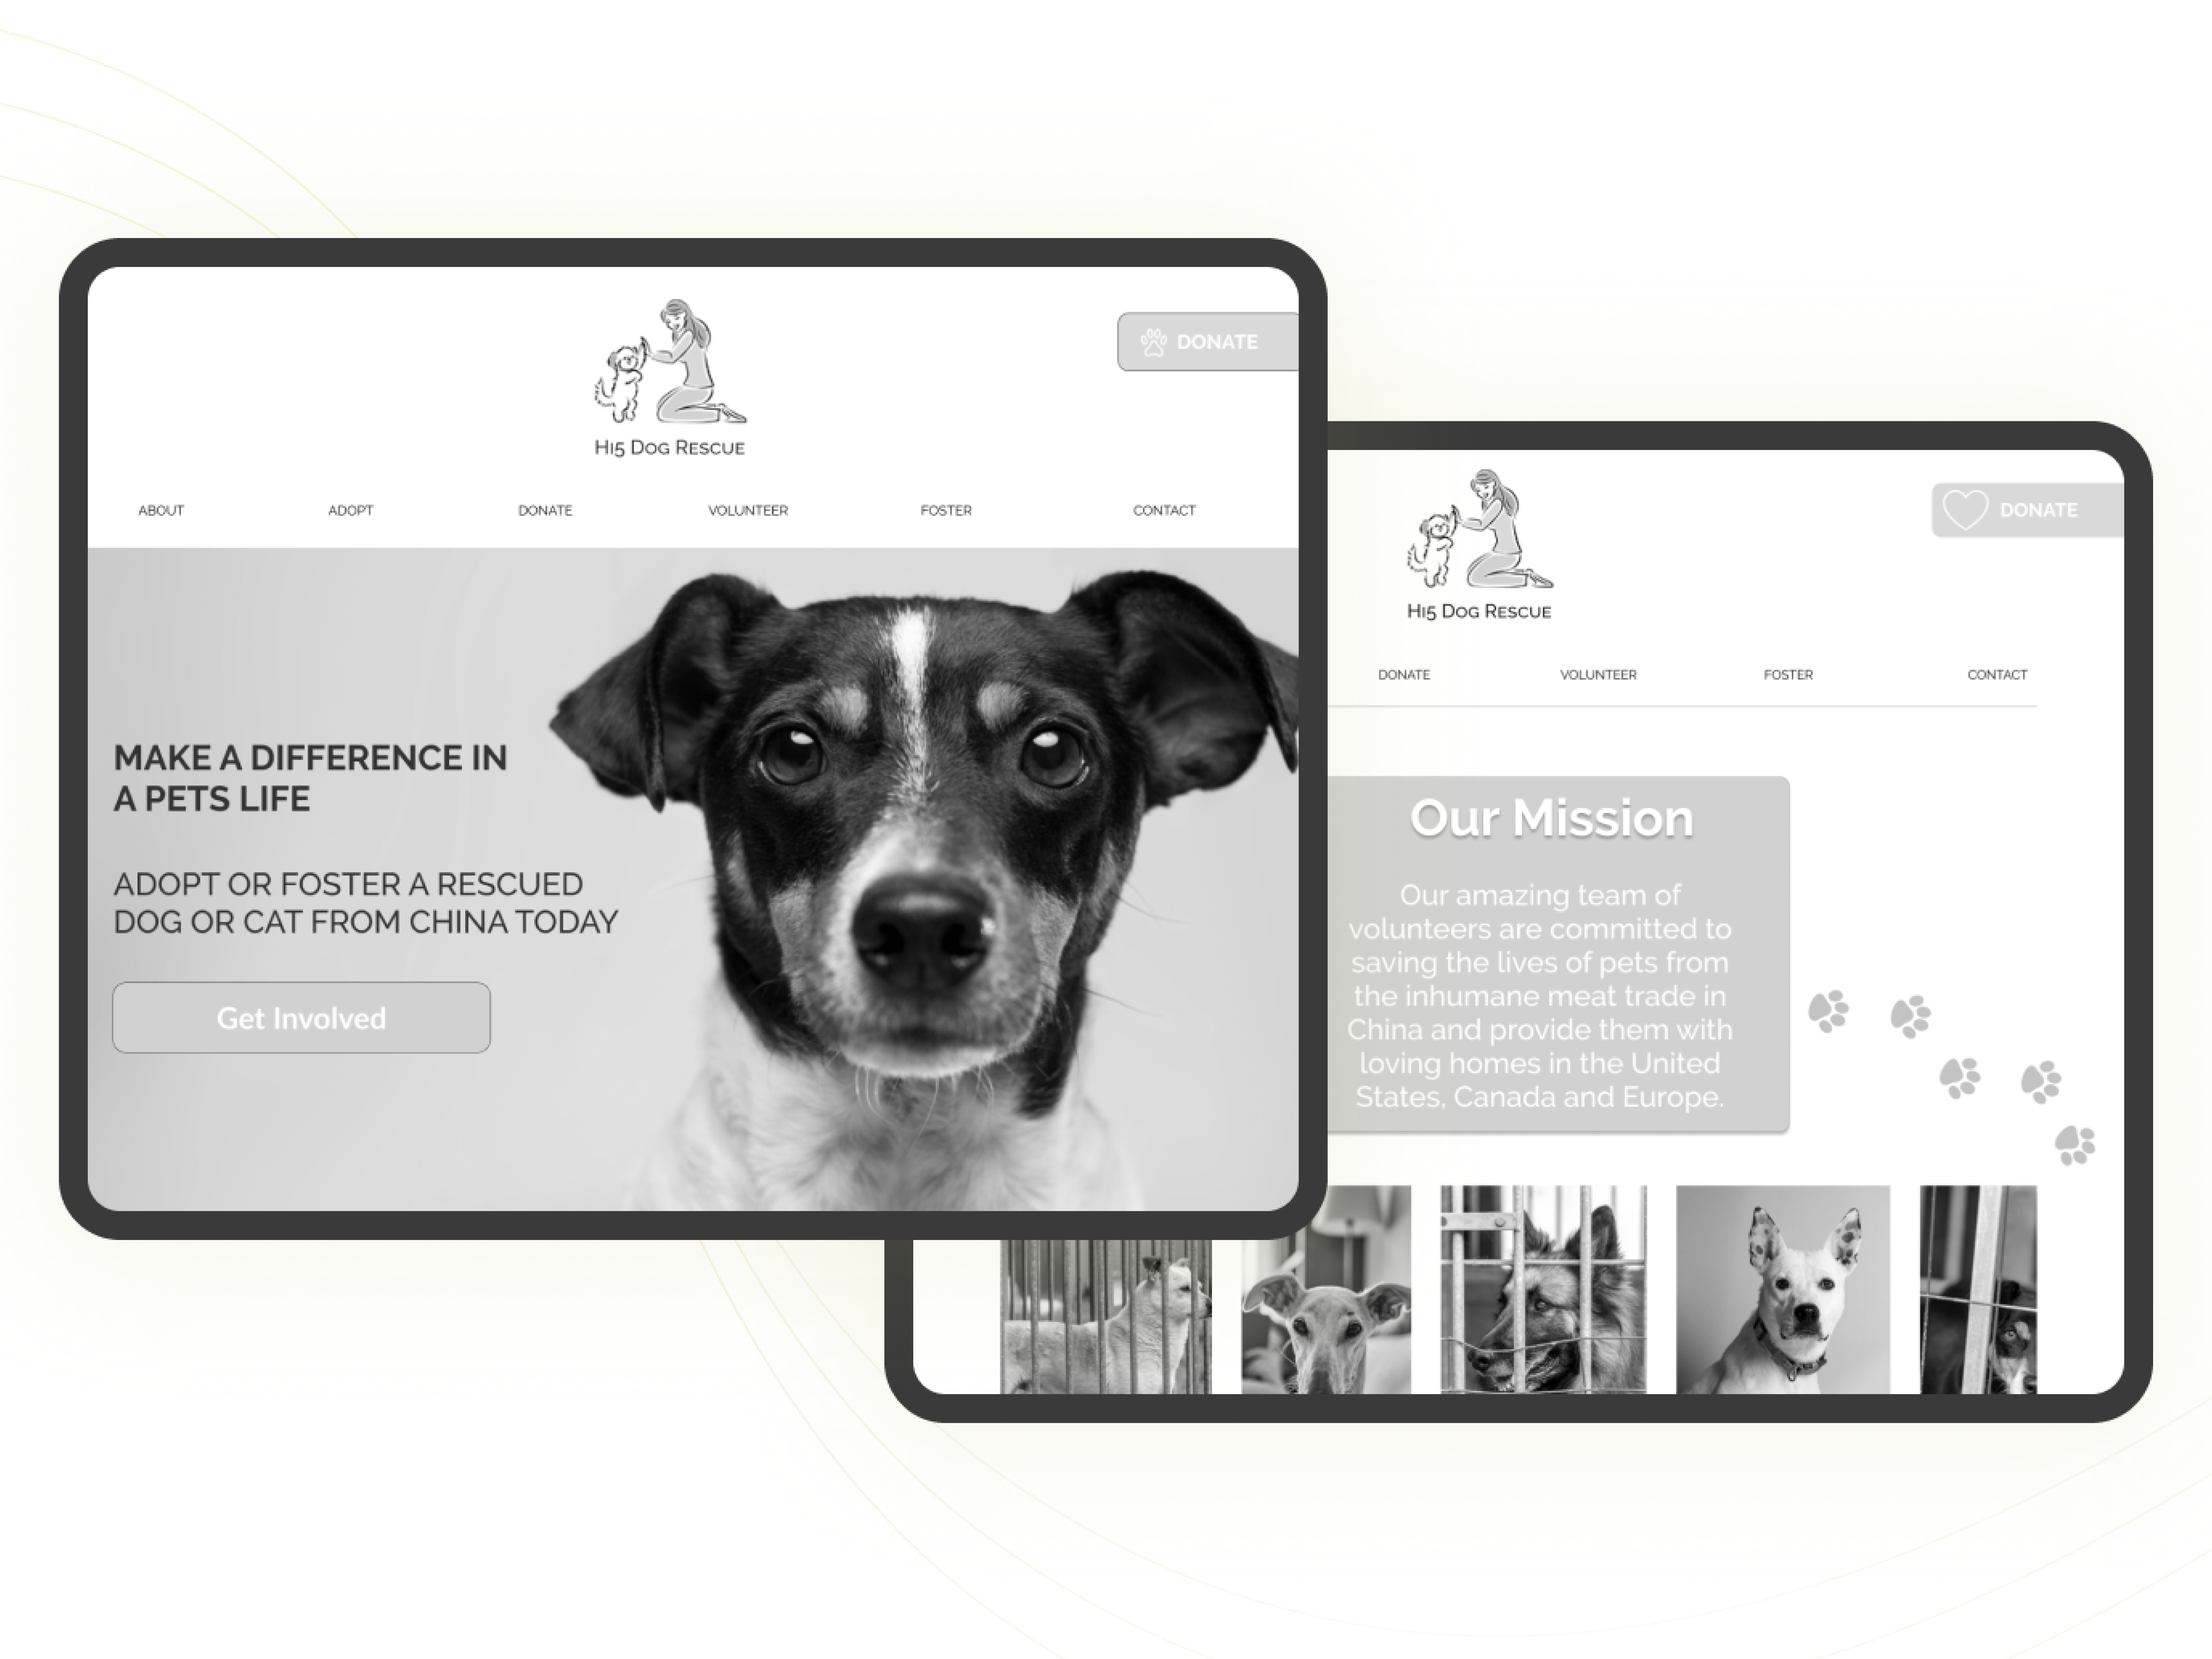 Hi5 Dog Rescue
DONATE
ABOUT
ADOPT
DONATE
VOLUNTEER
FOSTER
CONTACT
MAKE A DIFFERENCE IN
A PETS LIFE
ADOPT OR FOSTER A RESCUED
DOG OR CAT FROM CHINA TODAY
Get Involved
Hi5 Dog Rescue
DONATE
DONATE
VOLUNTEER
FOSTER
CONTACT
Our Mission
Our amazing team of
volunteers are committed to
saving the lives of pets from
the inhumane meat trade in
China and provide them with
loving homes in the United
States, Canada and Europe.